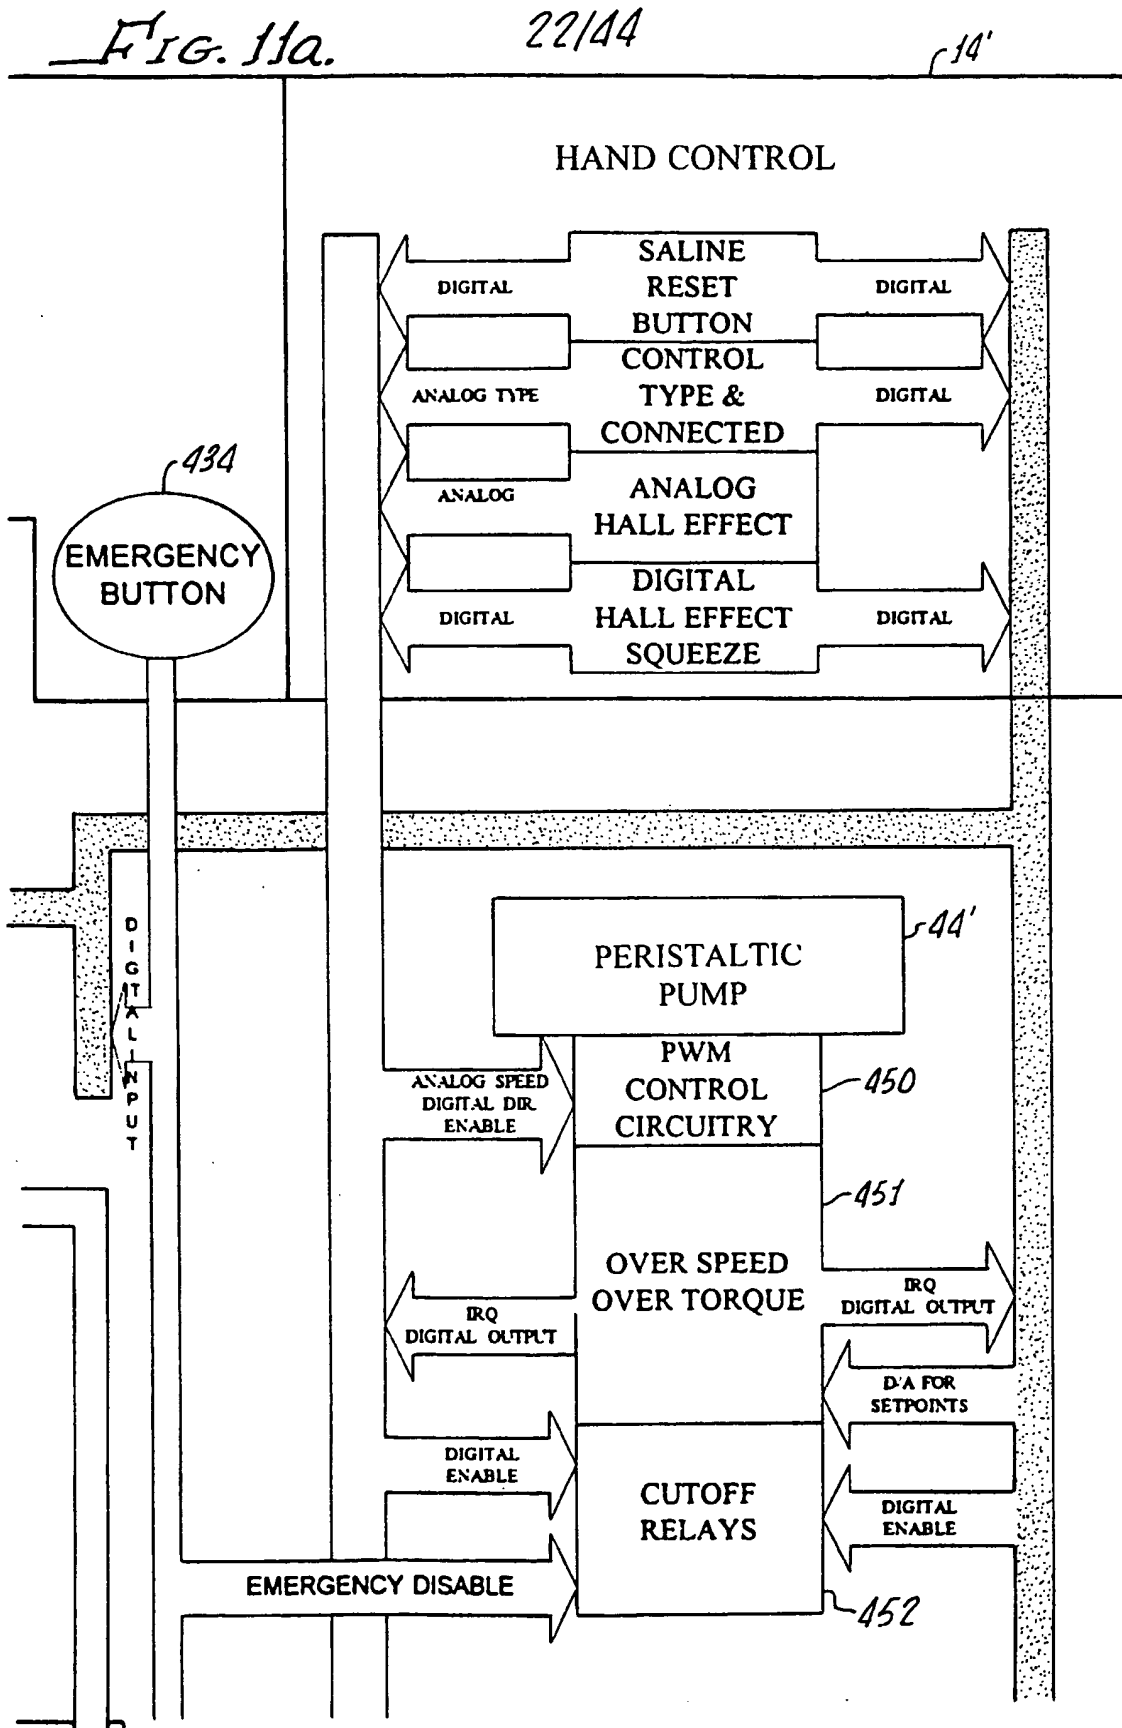 FIG. 11a.
22/44
14'
HAND CONTROL
SALINE
RESET
BUTTON
DIGITAL
DIGITAL
CONTROL
TYPE &
CONNECTED
ANALOG TYPE
DIGITAL
434
ANALOG
HALL EFFECT
ANALOG
EMERGENCY
BUTTON
DIGITAL
HALL EFFECT
SQUEEZE
DIGITAL
DIGITAL
DIGITAL INPUT
PERISTALTIC
PUMP
44'
PWM
CONTROL
CIRCUITRY
450
ANALOG SPEED
DIGITAL DIR.
ENABLE
451
OVER SPEED
OVER TORQUE
IRQ
DIGITAL OUTPUT
IRQ
DIGITAL OUTPUT
D/A FOR
SETPOINTS
DIGITAL
ENABLE
CUTOFF
RELAYS
DIGITAL
ENABLE
EMERGENCY DISABLE
452